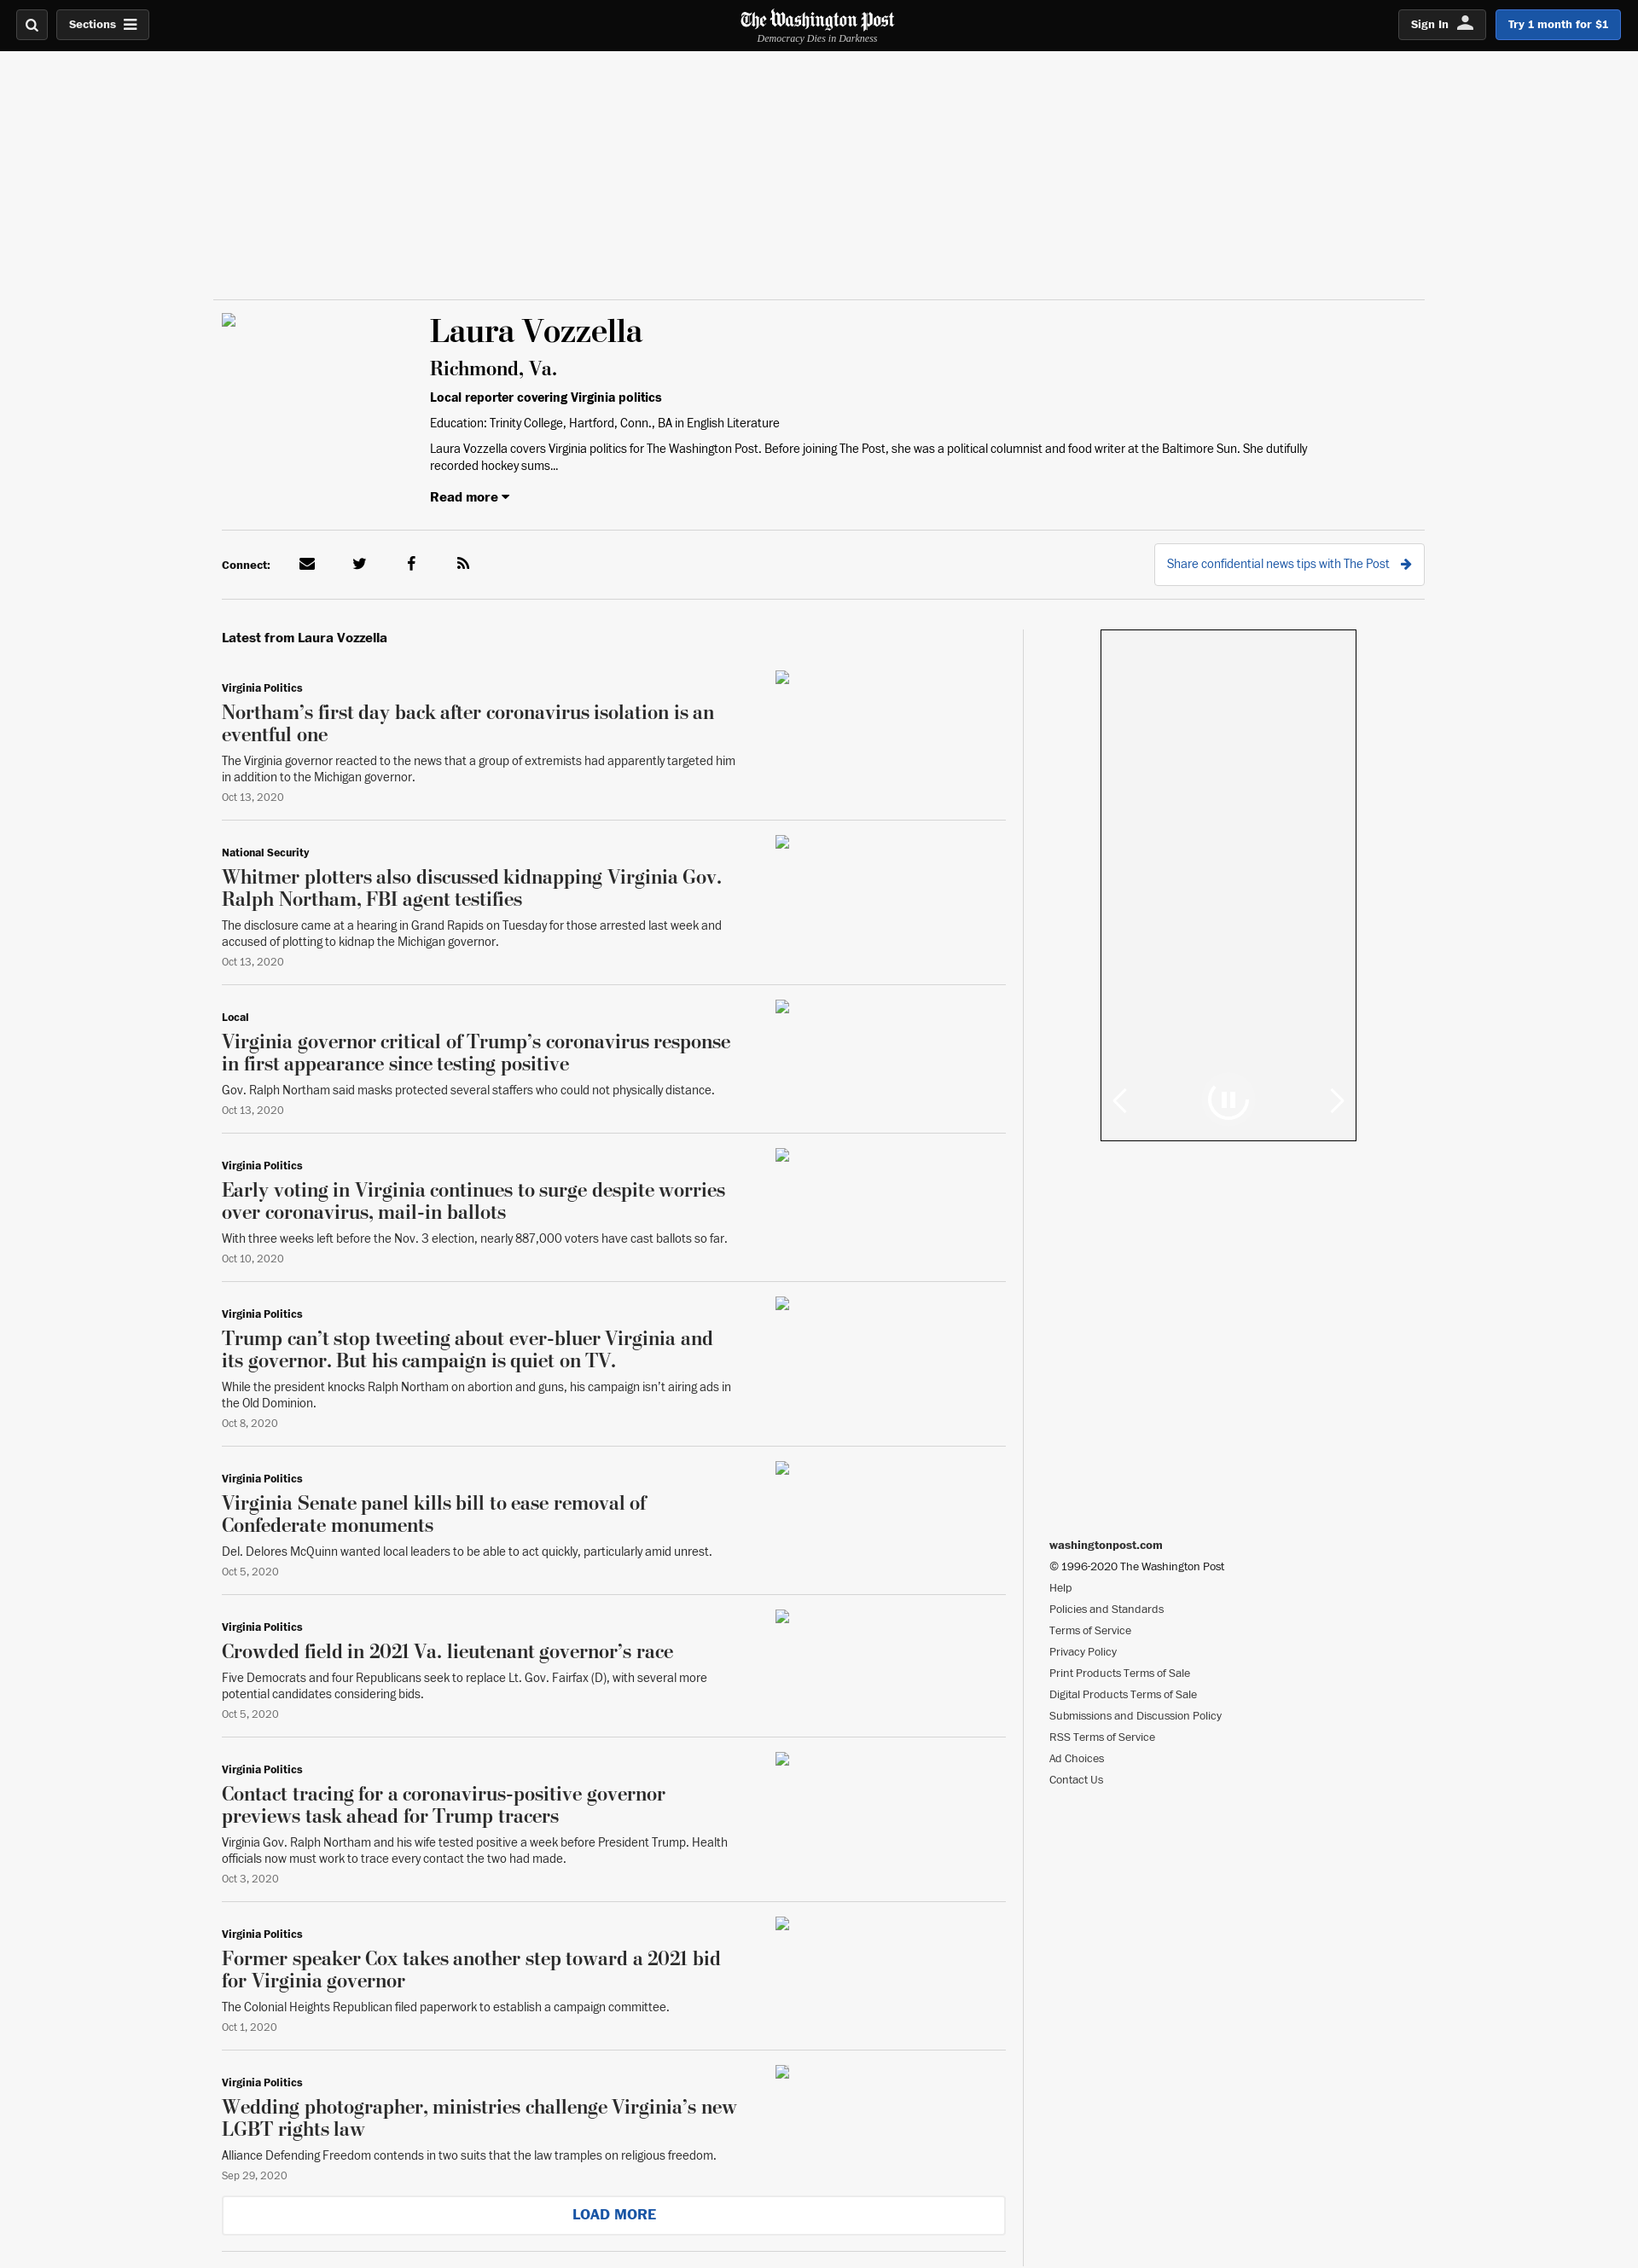 Sections
The Washington Post
Democracy Dies in Darkness
Sign In
Try 1 month for $1
Laura Vozzella
Richmond, Va.
Local reporter covering Virginia politics
Education: Trinity College, Hartford, Conn., BA in English Literature
Laura Vozzella covers Virginia politics for The Washington Post. Before joining The Post, she was a political columnist and food writer at the Baltimore Sun. She dutifully
recorded hockey sums...
Read more
Connect:
Share confidential news tips with The Post
Latest from Laura Vozzella
Virginia Politics
Northam’s first day back after coronavirus isolation is an
eventful one
The Virginia governor reacted to the news that a group of extremists had apparently targeted him
in addition to the Michigan governor.
Oct 13, 2020
National Security
Whitmer plotters also discussed kidnapping Virginia Gov.
Ralph Northam, FBI agent testifies
The disclosure came at a hearing in Grand Rapids on Tuesday for those arrested last week and
accused of plotting to kidnap the Michigan governor.
Oct 13, 2020
Local
Virginia governor critical of Trump’s coronavirus response
in first appearance since testing positive
Gov. Ralph Northam said masks protected several staffers who could not physically distance.
Oct 13, 2020
Virginia Politics
Early voting in Virginia continues to surge despite worries
over coronavirus, mail-in ballots
With three weeks left before the Nov. 3 election, nearly 887,000 voters have cast ballots so far.
Oct 10, 2020
Virginia Politics
Trump can’t stop tweeting about ever-bluer Virginia and
its governor. But his campaign is quiet on TV.
While the president knocks Ralph Northam on abortion and guns, his campaign isn’t airing ads in
the Old Dominion.
Oct 8, 2020
Virginia Politics
Virginia Senate panel kills bill to ease removal of
Confederate monuments
Del. Delores McQuinn wanted local leaders to be able to act quickly, particularly amid unrest.
Oct 5, 2020
Virginia Politics
Crowded field in 2021 Va. lieutenant governor’s race
Five Democrats and four Republicans seek to replace Lt. Gov. Fairfax (D), with several more
potential candidates considering bids.
Oct 5, 2020
Virginia Politics
Contact tracing for a coronavirus-positive governor
previews task ahead for Trump tracers
Virginia Gov. Ralph Northam and his wife tested positive a week before President Trump. Health
officials now must work to trace every contact the two had made.
Oct 3, 2020
Virginia Politics
Former speaker Cox takes another step toward a 2021 bid
for Virginia governor
The Colonial Heights Republican filed paperwork to establish a campaign committee.
Oct 1, 2020
Virginia Politics
Wedding photographer, ministries challenge Virginia’s new
LGBT rights law
Alliance Defending Freedom contends in two suits that the law tramples on religious freedom.
Sep 29, 2020
LOAD MORE
washingtonpost.com
© 1996-2020 The Washington Post
Help
Policies and Standards
Terms of Service
Privacy Policy
Print Products Terms of Sale
Digital Products Terms of Sale
Submissions and Discussion Policy
RSS Terms of Service
Ad Choices
Contact Us